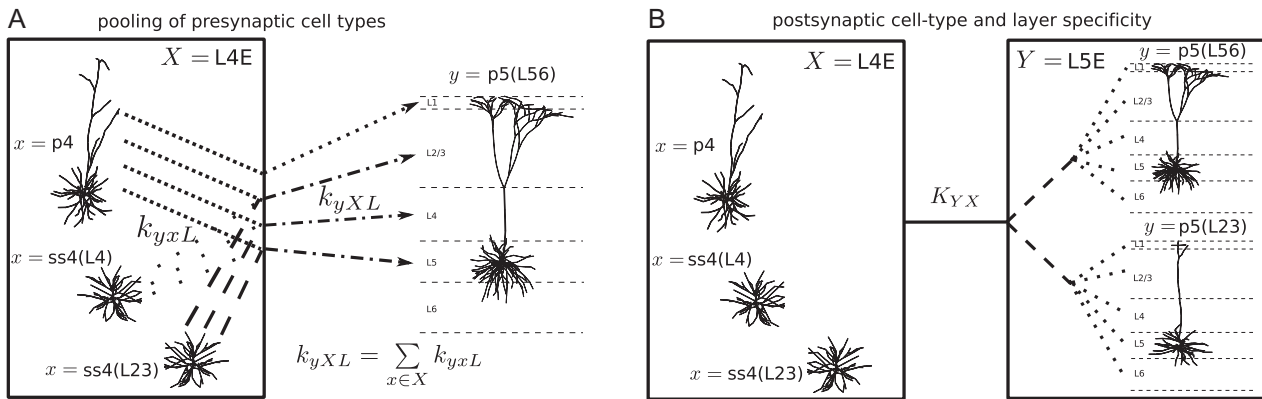 A
pooling of presynaptic cell types
X = L4E
x = p4
k_{yxL}
x = ss4(L4)
x = ss4(L23)
y = p5(L56)
L1
L2/3
k_{yXL}
L4
L5
L6
k_{yXL} = \sum_{x \in X} k_{yxL}
B
postsynaptic cell-type and layer specificity
X = L4E
x = p4
x = ss4(L4)
x = ss4(L23)
K_{YX}
Y = L5E
y = p5(L56)
L1
L2/3
L4
L5
L6
y = p5(L23)
L1
L2/3
L4
L5
L6